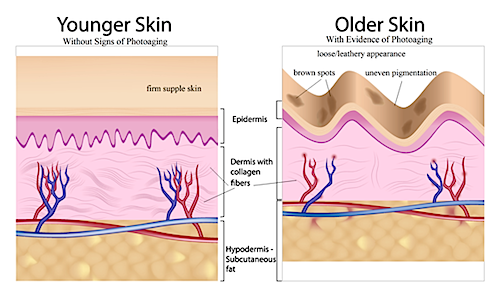 Younger Skin
Without Signs of Photoaging
firm supple skin
Older Skin
With Evidence of Photoaging
loose/leathery appearance
brown spots
uneven pigmentation
Epidermis
Dermis with
collagen
fibers
Hypodermis -
Subcutaneous
fat